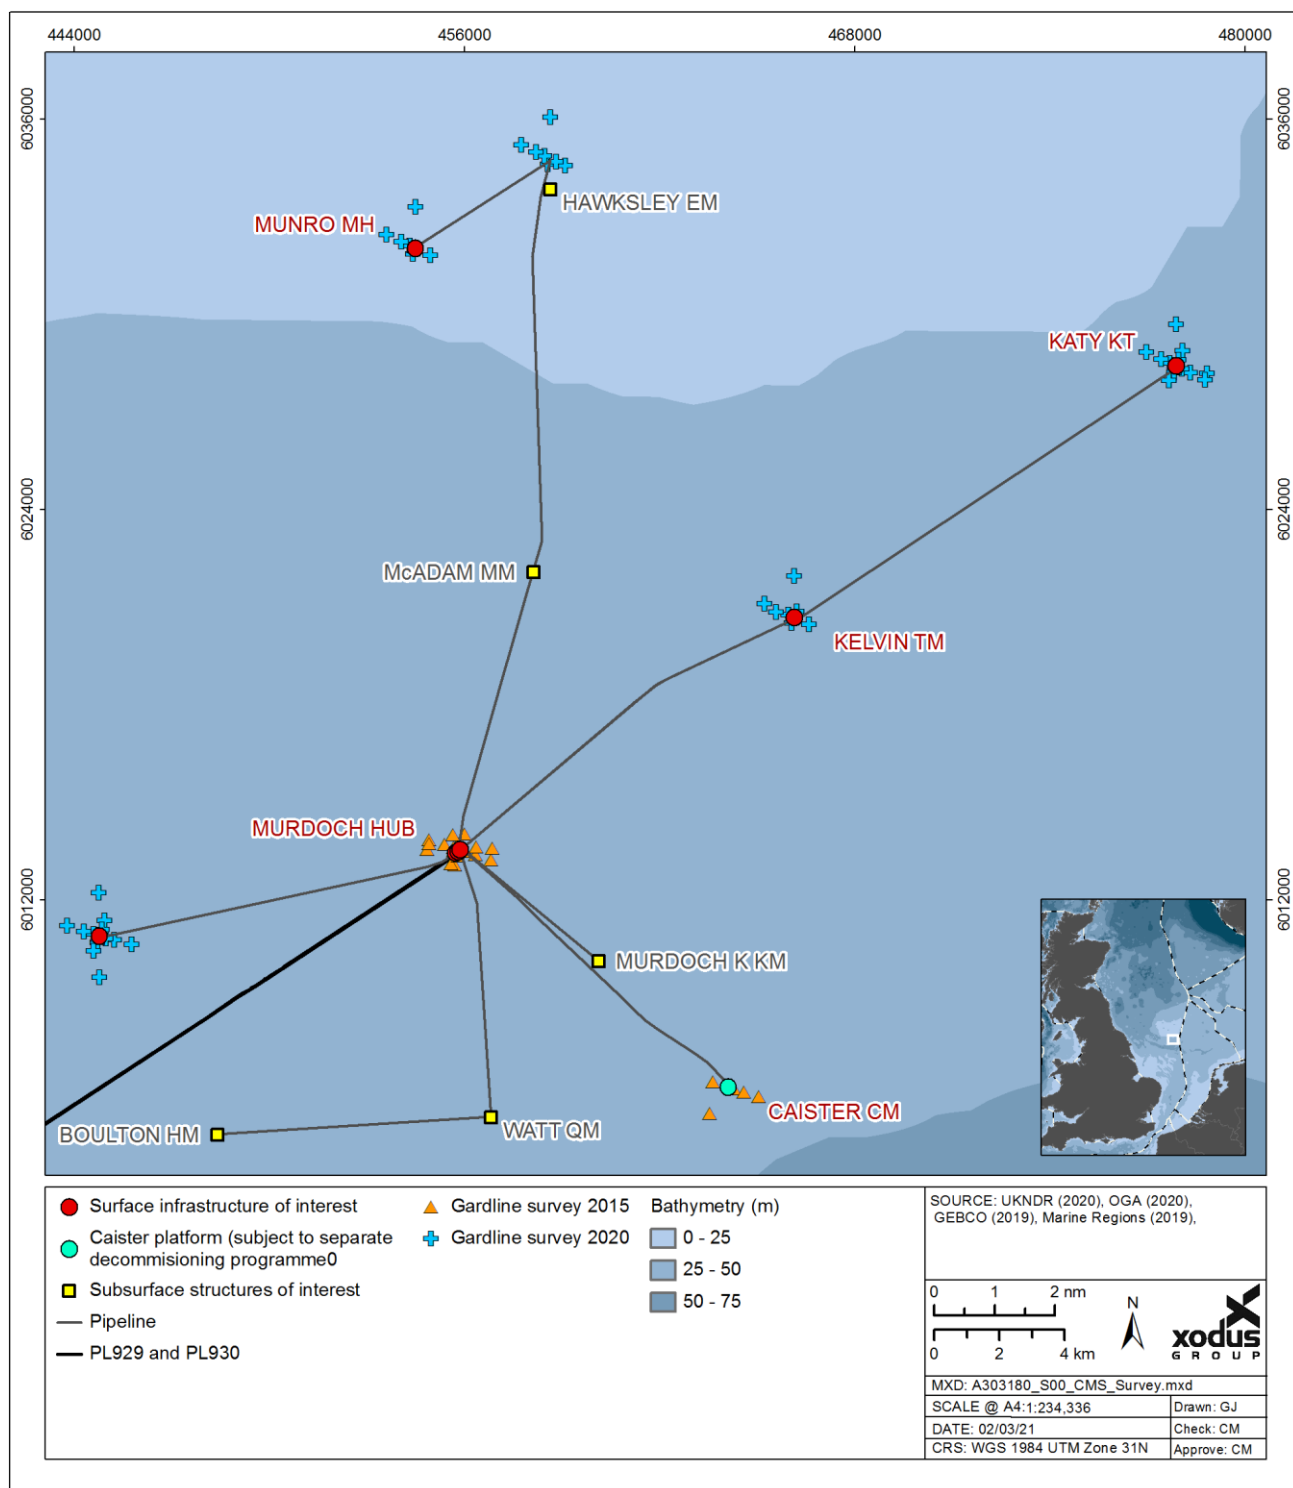 444000
456000
468000
480000
6036000
6036000
HAWKSLEY EM
MUNRO MH
KATY KT
6024000
6024000
McADAM MM
KELVIN TM
MURDOCH HUB
6012000
6012000
MURDOCH K KM
CAISTER CM
WATT QM
BOULTON HM
Surface infrastructure of interest
Caister platform (subject to separate
decommisioning programme0
Subsurface structures of interest
Pipeline
PL929 and PL930
Gardline survey 2015
Gardline survey 2020
Bathymetry (m)
0 - 25
25 - 50
50 - 75
SOURCE: UKNDR (2020), OGA (2020),
GEBCO (2019), Marine Regions (2019),
0 1 2 nm
0 2 4 km
N
xodus
GROUP
MXD: A303180_S00_CMS_Survey.mxd
SCALE @ A4:1:234,336
Drawn: GJ
DATE: 02/03/21
Check: CM
CRS: WGS 1984 UTM Zone 31N
Approve: CM